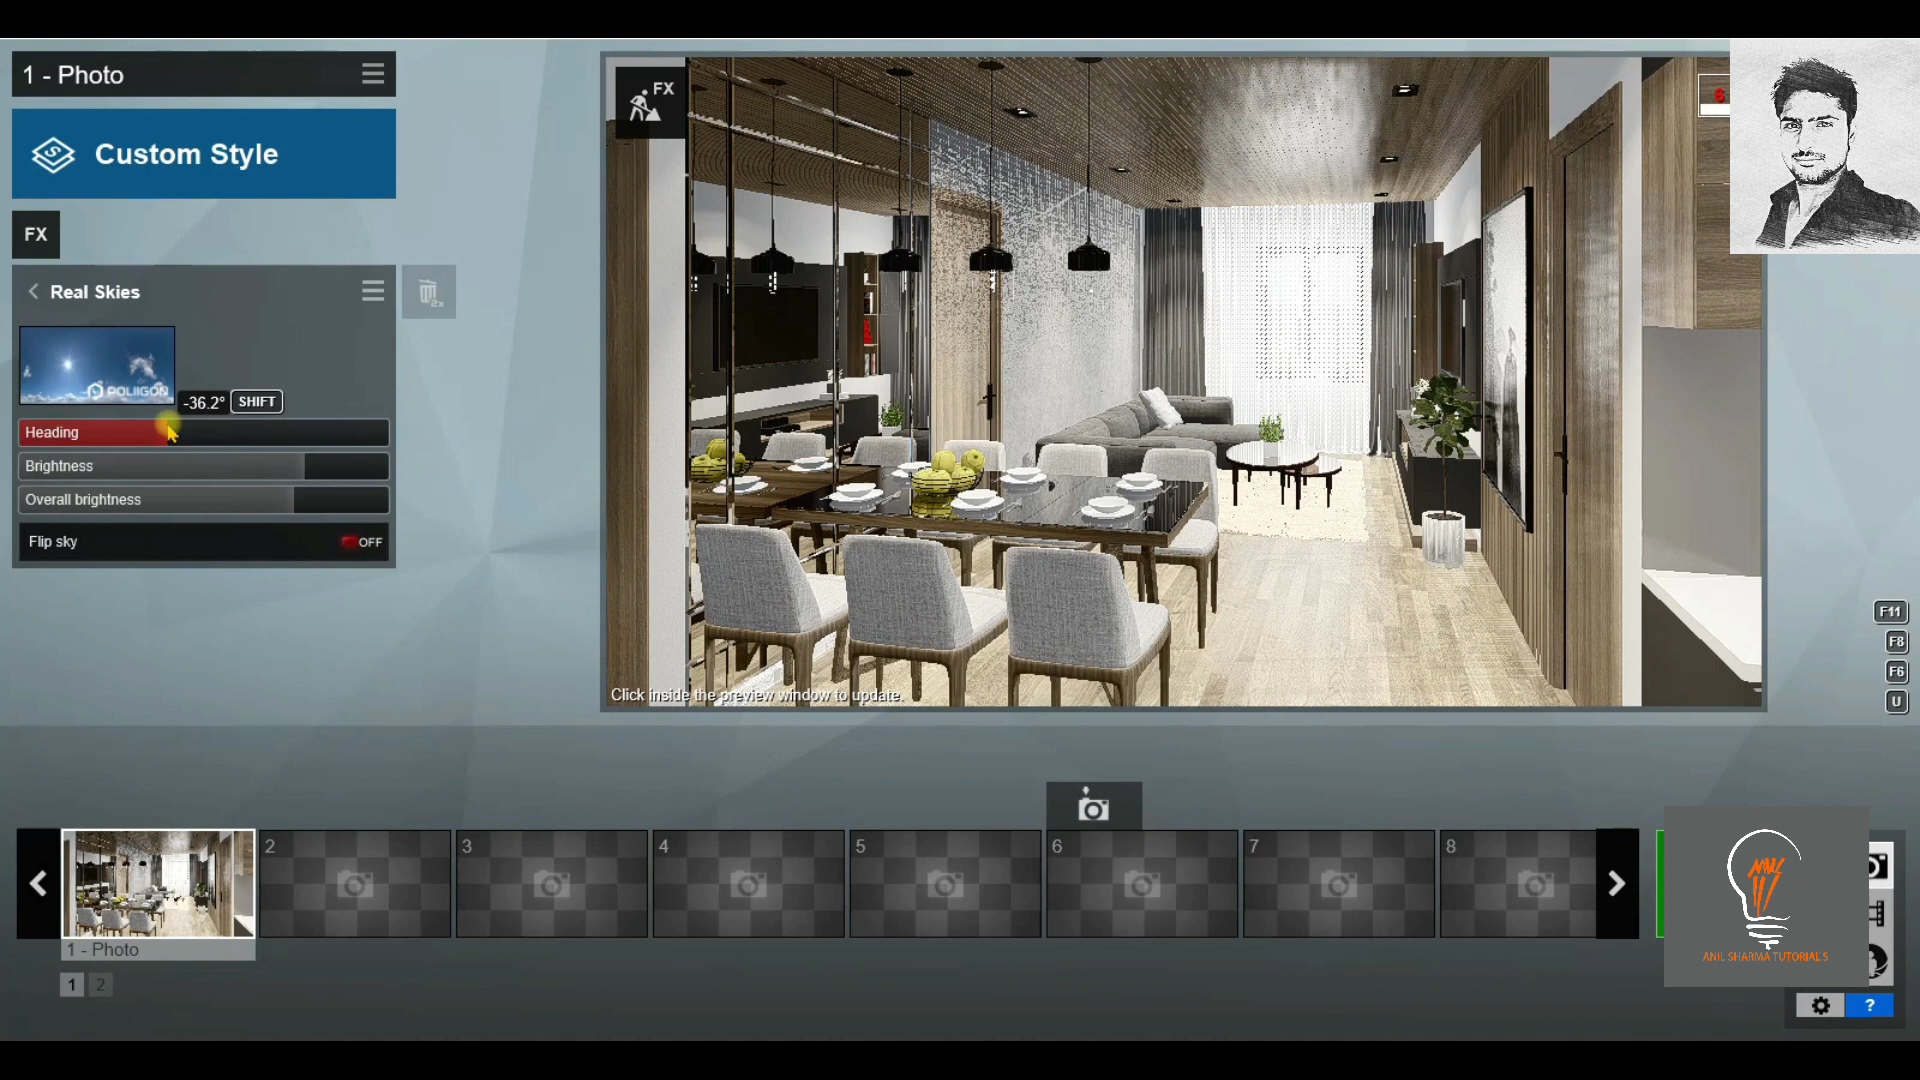 1 - Photo
Custom Style
FX
Real Skies
2x
POLIIGON
-36.2° SHIFT
Heading
Brightness
Overall brightness
Flip sky OFF
FX
6
Click inside the preview window to update.
F11
F8
F6
U
2 3 4 5 6 7 8
1 - Photo
1 2
ANIL SHARMA TUTORIALS
?